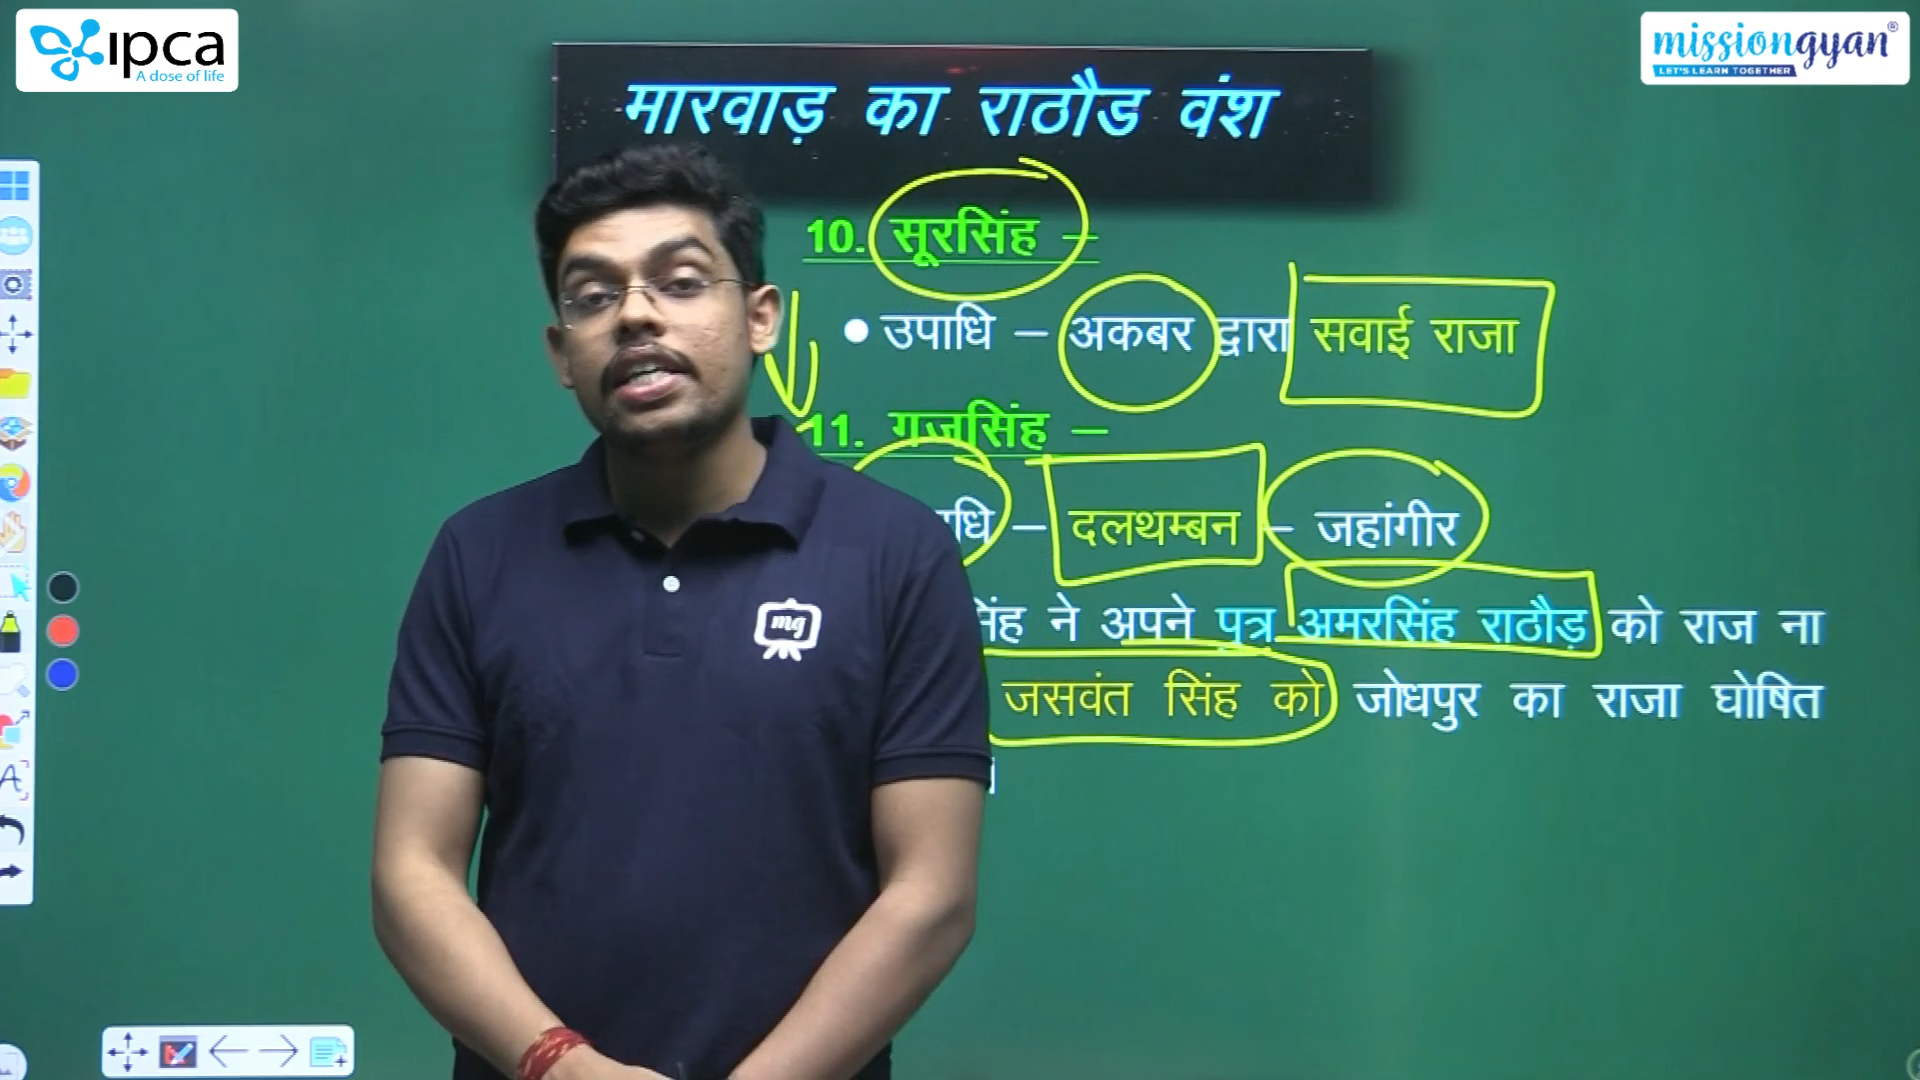 ipca
A dose of life
missiongyan®
LET'S LEARN TOGETHER
मारवाड़ का राठौड वंश
10. सूरसिंह –
• उपाधि – अकबर द्वारा सवाई राजा
11. गजसिंह –
– दलथम्बन – जहांगीर
ने अपने पुत्र अमरसिंह राठौड़ को राज ना
जसवंत सिंह को जोधपुर का राजा घोषित
mg